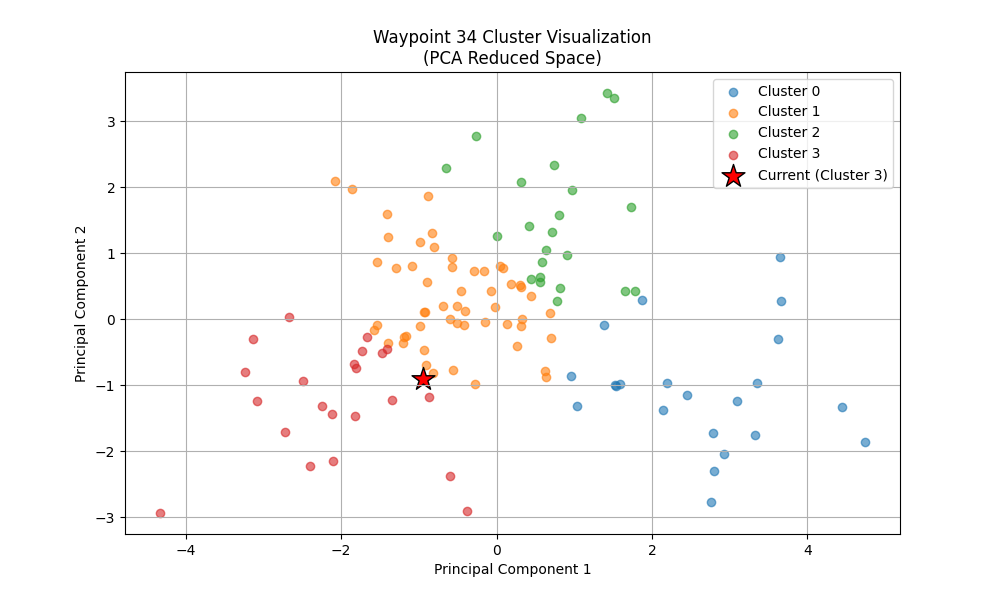 Waypoint 34 Cluster Visualization
(PCA Reduced Space)
Cluster 0
Cluster 1
Cluster 2
Cluster 3
Current (Cluster 3)
Principal Component 2
3
2
1
0
−1
−2
−3
−4
−2
0
2
4
Principal Component 1